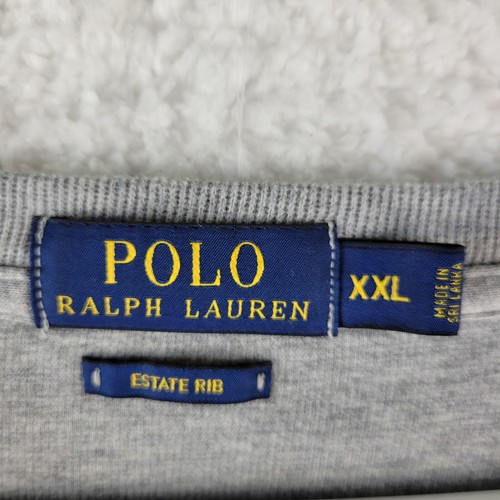 POLO
RALPH LAUREN
XXL
MADE IN
SRI LANKA
ESTATE RIB